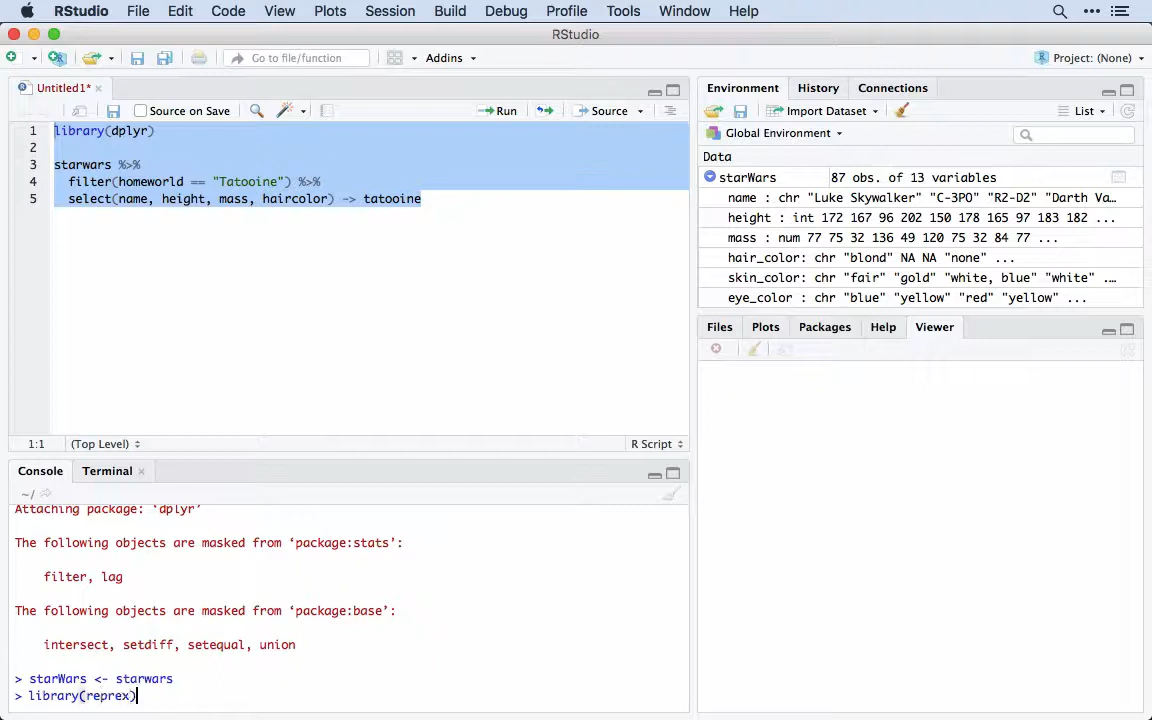 RStudio File Edit Code View Plots Session Build Debug Profile Tools Window Help
RStudio
Go to file/function Addins Project: (None)
Untitled1*
Source on Save Run Source
1 library(dplyr)
2
3 starwars %>%
4 filter(homeworld == "Tatooine") %>%
5 select(name, height, mass, haircolor) -> tatooine
1:1 (Top Level) R Script
Console Terminal
~/
Attaching package: ‘dplyr’
The following objects are masked from ‘package:stats’:
filter, lag
The following objects are masked from ‘package:base’:
intersect, setdiff, setequal, union
> starWars <- starwars
> library(reprex)
Environment History Connections
Import Dataset List
Global Environment
Data
starWars 87 obs. of 13 variables
name : chr "Luke Skywalker" "C-3PO" "R2-D2" "Darth Va…
height : int 172 167 96 202 150 178 165 97 183 182 ...
mass : num 77 75 32 136 49 120 75 32 84 77 ...
hair_color: chr "blond" NA NA "none" ...
skin_color: chr "fair" "gold" "white, blue" "white" .…
eye_color : chr "blue" "yellow" "red" "yellow" ...
Files Plots Packages Help Viewer